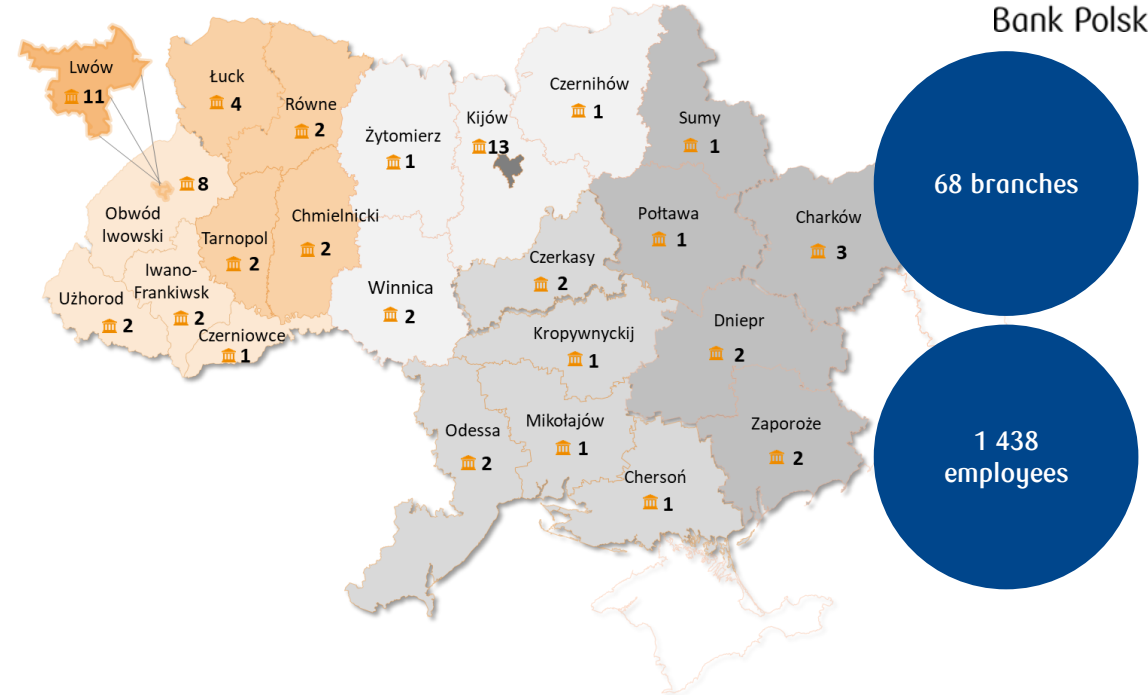 Bank Polsk
Lwów
11
Łuck
4
Równe
2
Żytomierz
1
Kijów
13
Czernihów
1
Sumy
1
68 branches
8
Obwód
lwowski
Tarnopol
2
Chmielnicki
2
Połtawa
1
Charków
3
Czerkasy
2
Użhorod
2
Iwano-
Frankiwsk
2
Czerniowce
1
Winnica
2
Kropywnyckij
1
Dniepr
2
Odessa
2
Mikołajów
1
Zaporoże
2
Chersoń
1
1 438
employees